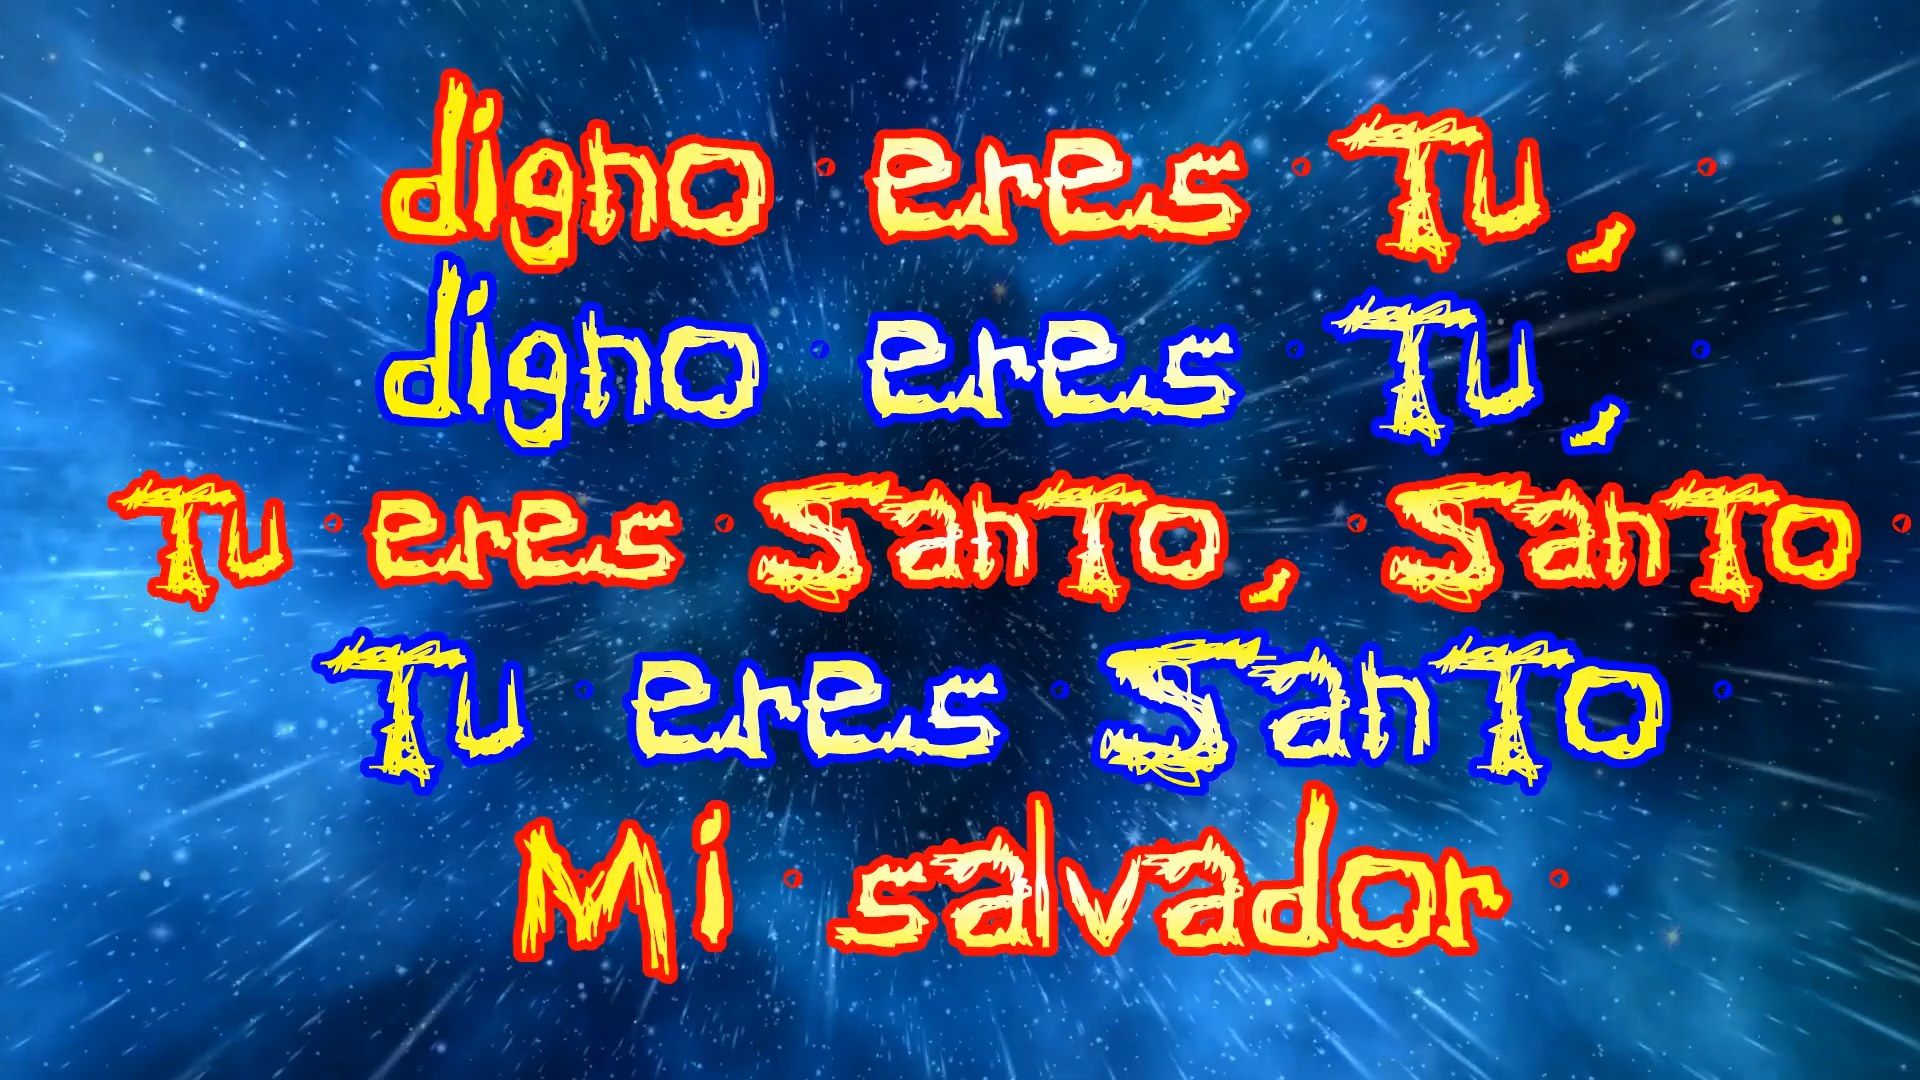 digno eres Tu,
digno eres Tu,
Tu eres Santo, Santo
Tu eres Santo
Mi salvador